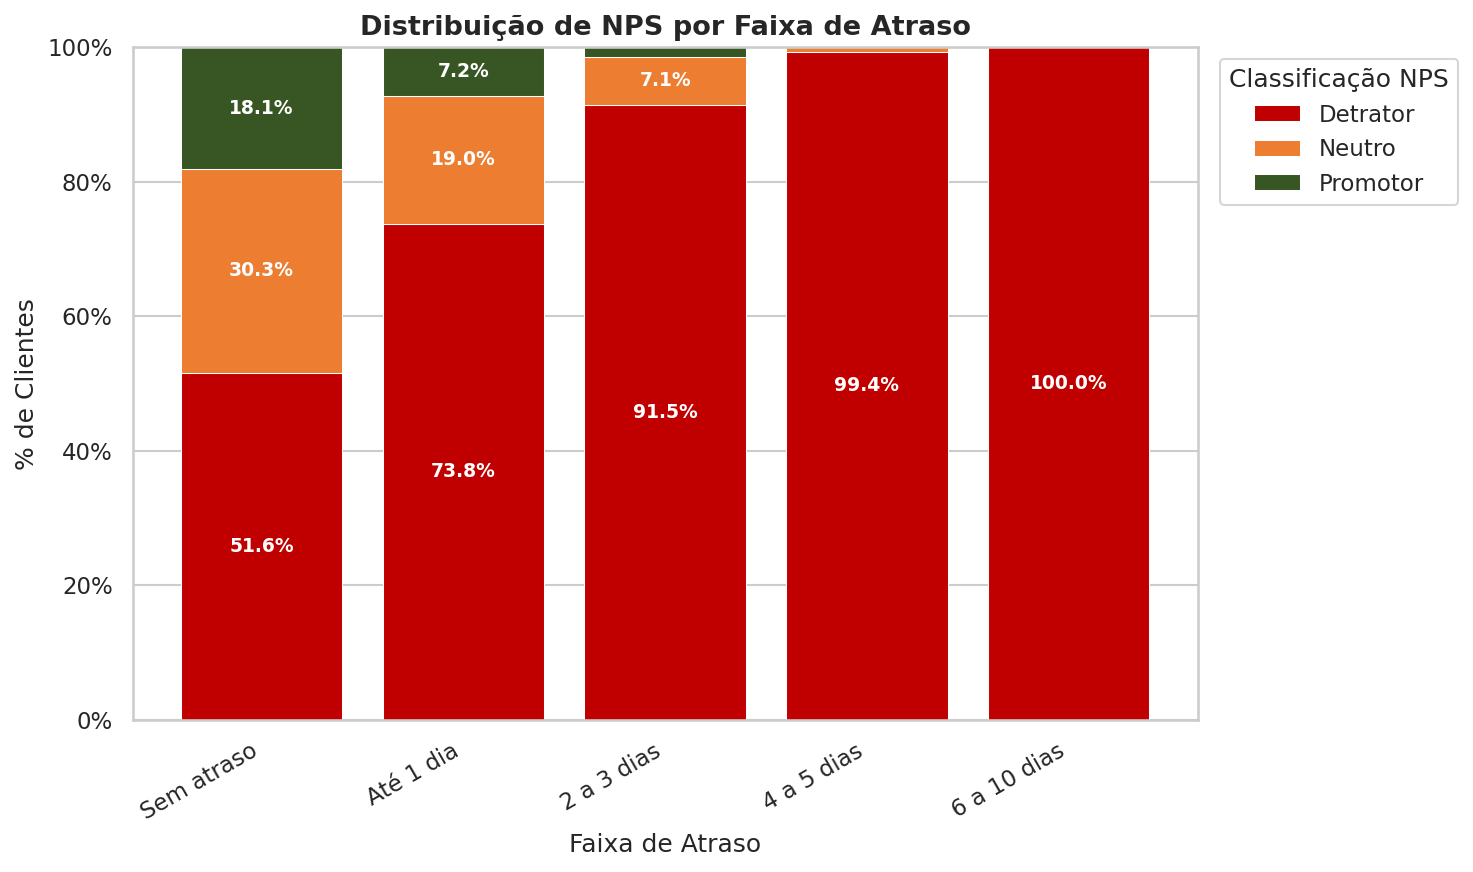 Distribuição de NPS por Faixa de Atraso
100%
80%
60%
40%
20%
0%
% de Clientes
18.1%
30.3%
51.6%
7.2%
19.0%
73.8%
7.1%
91.5%
99.4%
100.0%
Sem atraso
Até 1 dia
2 a 3 dias
4 a 5 dias
6 a 10 dias
Faixa de Atraso
Classificação NPS
Detrator
Neutro
Promotor